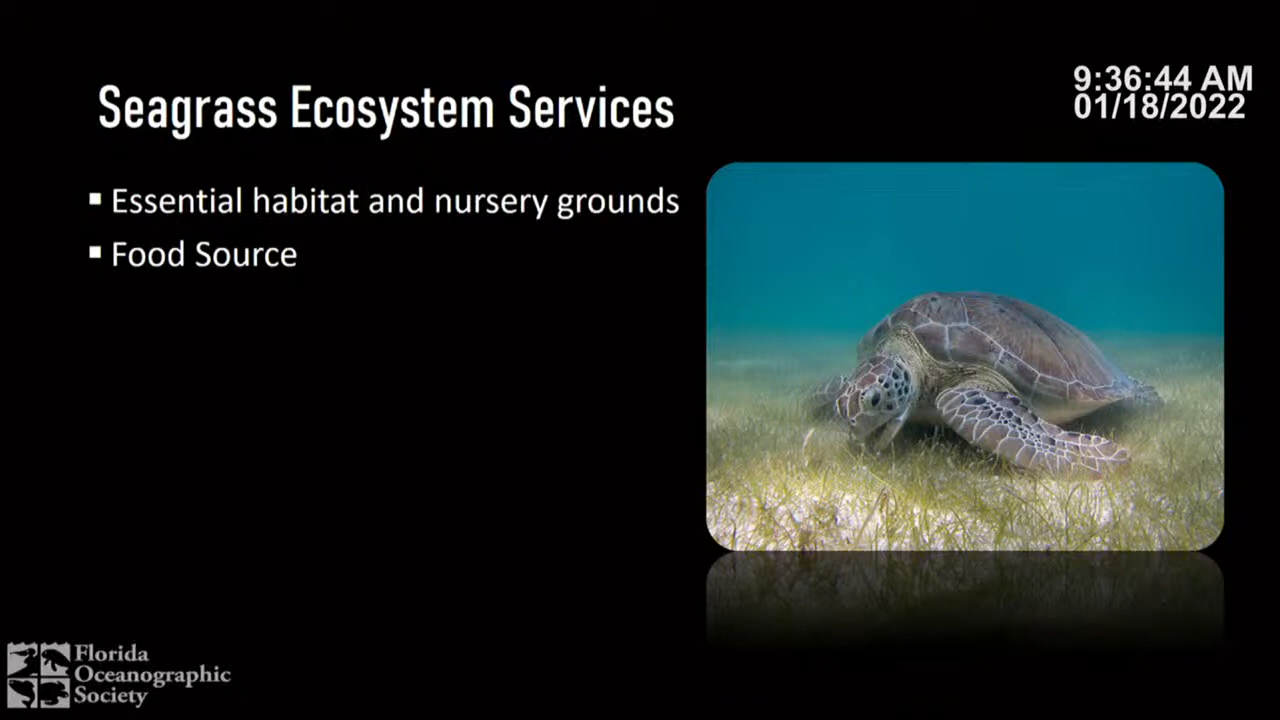 Seagrass Ecosystem Services
9:36:44 AM
01/18/2022
▪ Essential habitat and nursery grounds
▪ Food Source
Florida
Oceanographic
Society